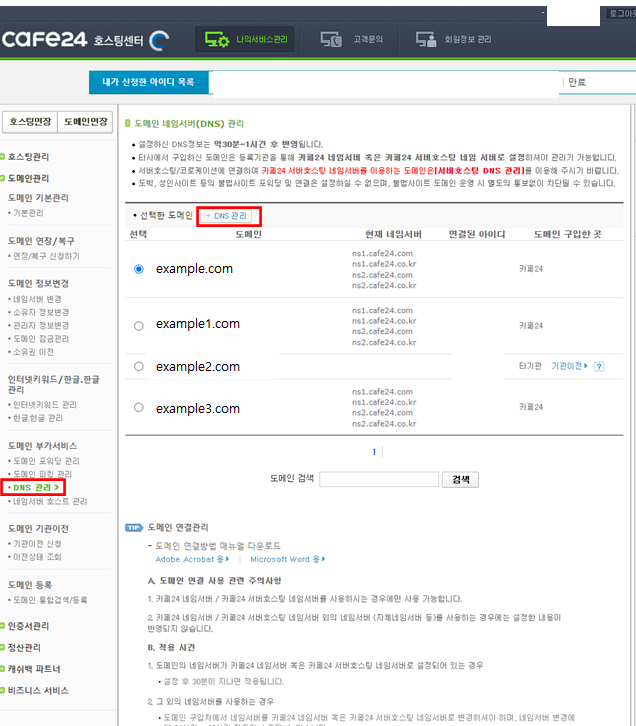 로그아웃
cafe24 호스팅센터
나의서비스관리
고객문의
회원정보 관리
내가 신청한 아이디 목록
만료
호스팅연장
도메인연장
호스팅관리
도메인관리
도메인 기본관리
• 기본관리
도메인 연장/복구
• 연장/복구 신청하기
도메인 정보변경
• 네임서버 변경
• 소유자 정보변경
• 관리자 정보변경
• 도메인 잠금관리
• 소유권 이전
인터넷키워드/한글.한글
관리
• 인터넷키워드 관리
• 한글.한글 관리
도메인 부가서비스
• 도메인 포워딩 관리
• 도메인 파킹 관리
• DNS 관리 >
• 네임서버 호스트 관리
도메인 기관이전
• 기관이전 신청
• 이전상태 조회
도메인 등록
• 도메인 통합검색/등록
인증서관리
정산관리
캐쉬백 파트너
비즈니스 서비스
도메인 네임서버(DNS) 관리
• 설정하신 DNS정보는 약30분~1시간 후 반영됩니다.
• 타사에서 구입하신 도메인은 등록기관을 통해 카페24 네임서버 혹은 카페24 서버호스팅 네임 서버로 설정하셔야 관리가 가능합니다.
• 서버호스팅/코로케이션에 연결하여 카페24 서버호스팅 네임서버를 이용하는 도메인은[서버호스팅 DNS 관리]를 이용해 주시기 바랍니다.
• 도박, 성인사이트 등의 불법사이트 포워딩 및 연결은 설정하실 수 없으며, 불법사이트 도메인 운영 시 별도의 통보없이 차단될 수 있습니다.
• 선택한 도메인 → DNS 관리
선택 도메인 현재 네임서버 연결된 아이디 도메인 구입한 곳
example.com
ns1.cafe24.com
ns1.cafe24.co.kr
ns2.cafe24.com
ns2.cafe24.co.kr
카페24
example1.com
ns1.cafe24.com
ns1.cafe24.co.kr
ns2.cafe24.com
ns2.cafe24.co.kr
카페24
example2.com
타기관 기관이전 ?
example3.com
ns1.cafe24.com
ns1.cafe24.co.kr
ns2.cafe24.com
ns2.cafe24.co.kr
카페24
1
도메인 검색 검색
TIP 도메인 연결관리
- 도메인 연결방법 매뉴얼 다운로드
Adobe Acrobat 용 | Microsoft Word 용
A. 도메인 연결 사용 관련 주의사항
1. 카페24 네임서버 / 카페24 서버호스팅 네임서버를 사용하시는 경우에만 사용 가능합니다.
2. 카페24 네임서버 / 카페24 서버호스팅 네임서버 외의 네임서버 (자체네임서버 등)를 사용하는 경우에는 설정한 내용이
반영되지 않습니다.
B. 적용 시간
1. 도메인의 네임서버가 카페24 네임서버 혹은 카페24 서버호스팅 네임서버로 설정되어 있는 경우
• 설정 후 30분이 지나면 적용됩니다.
2. 그 외의 네임서버를 사용하는 경우
• 도메인 구입처에서 네임서버를 카페24 네임서버 혹은 카페24 서버호스팅 네임서버로 변경하셔야 하며, 네임서버 변경에